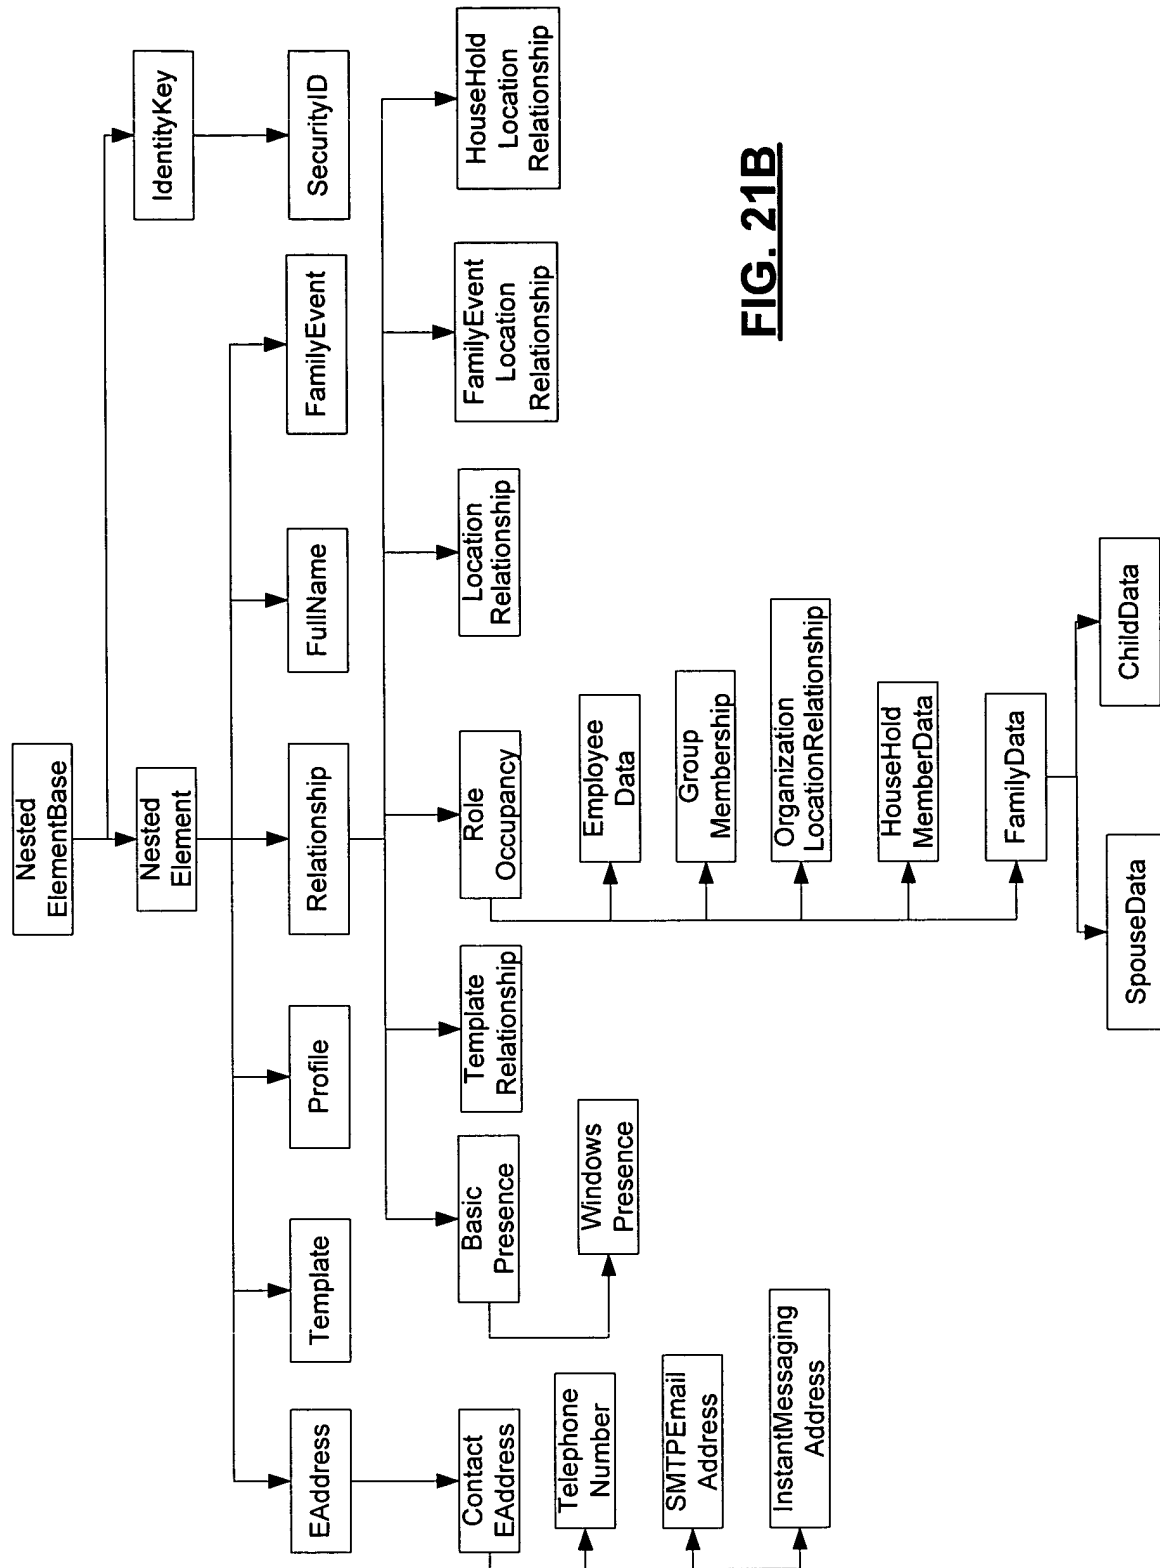 Nested
ElementBase
Nested
Element
IdentityKey
EAddress
Template
Profile
Relationship
FullName
FamilyEvent
SecurityID
Contact
EAddress
Basic
Presence
Template
Relationship
Role
Occupancy
Location
Relationship
FamilyEvent
Location
Relationship
HouseHold
Location
Relationship
Telephone
Number
Windows
Presence
Employee
Data
SMTPEmail
Address
Group
Membership
InstantMessaging
Address
Organization
LocationRelationship
HouseHold
MemberData
FamilyData
SpouseData
ChildData
FIG. 21B